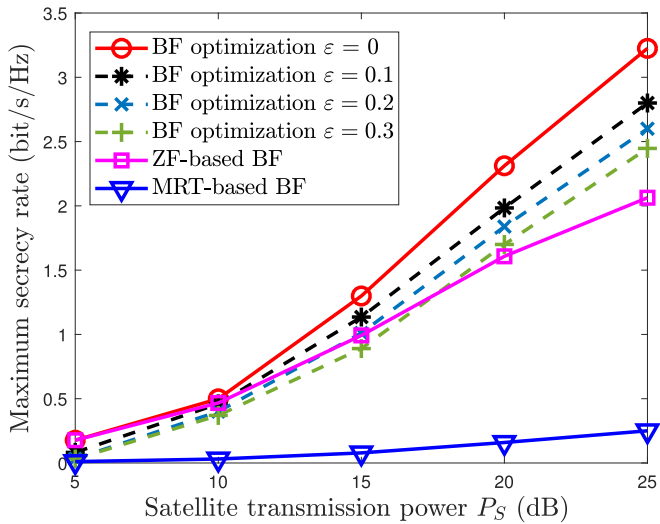 3.5
3
2.5
2
1.5
1
0.5
0
Maximum secrecy rate (bit/s/Hz)
BF optimization ε = 0
BF optimization ε = 0.1
BF optimization ε = 0.2
BF optimization ε = 0.3
ZF-based BF
MRT-based BF
5 10 15 20 25
Satellite transmission power P_S (dB)